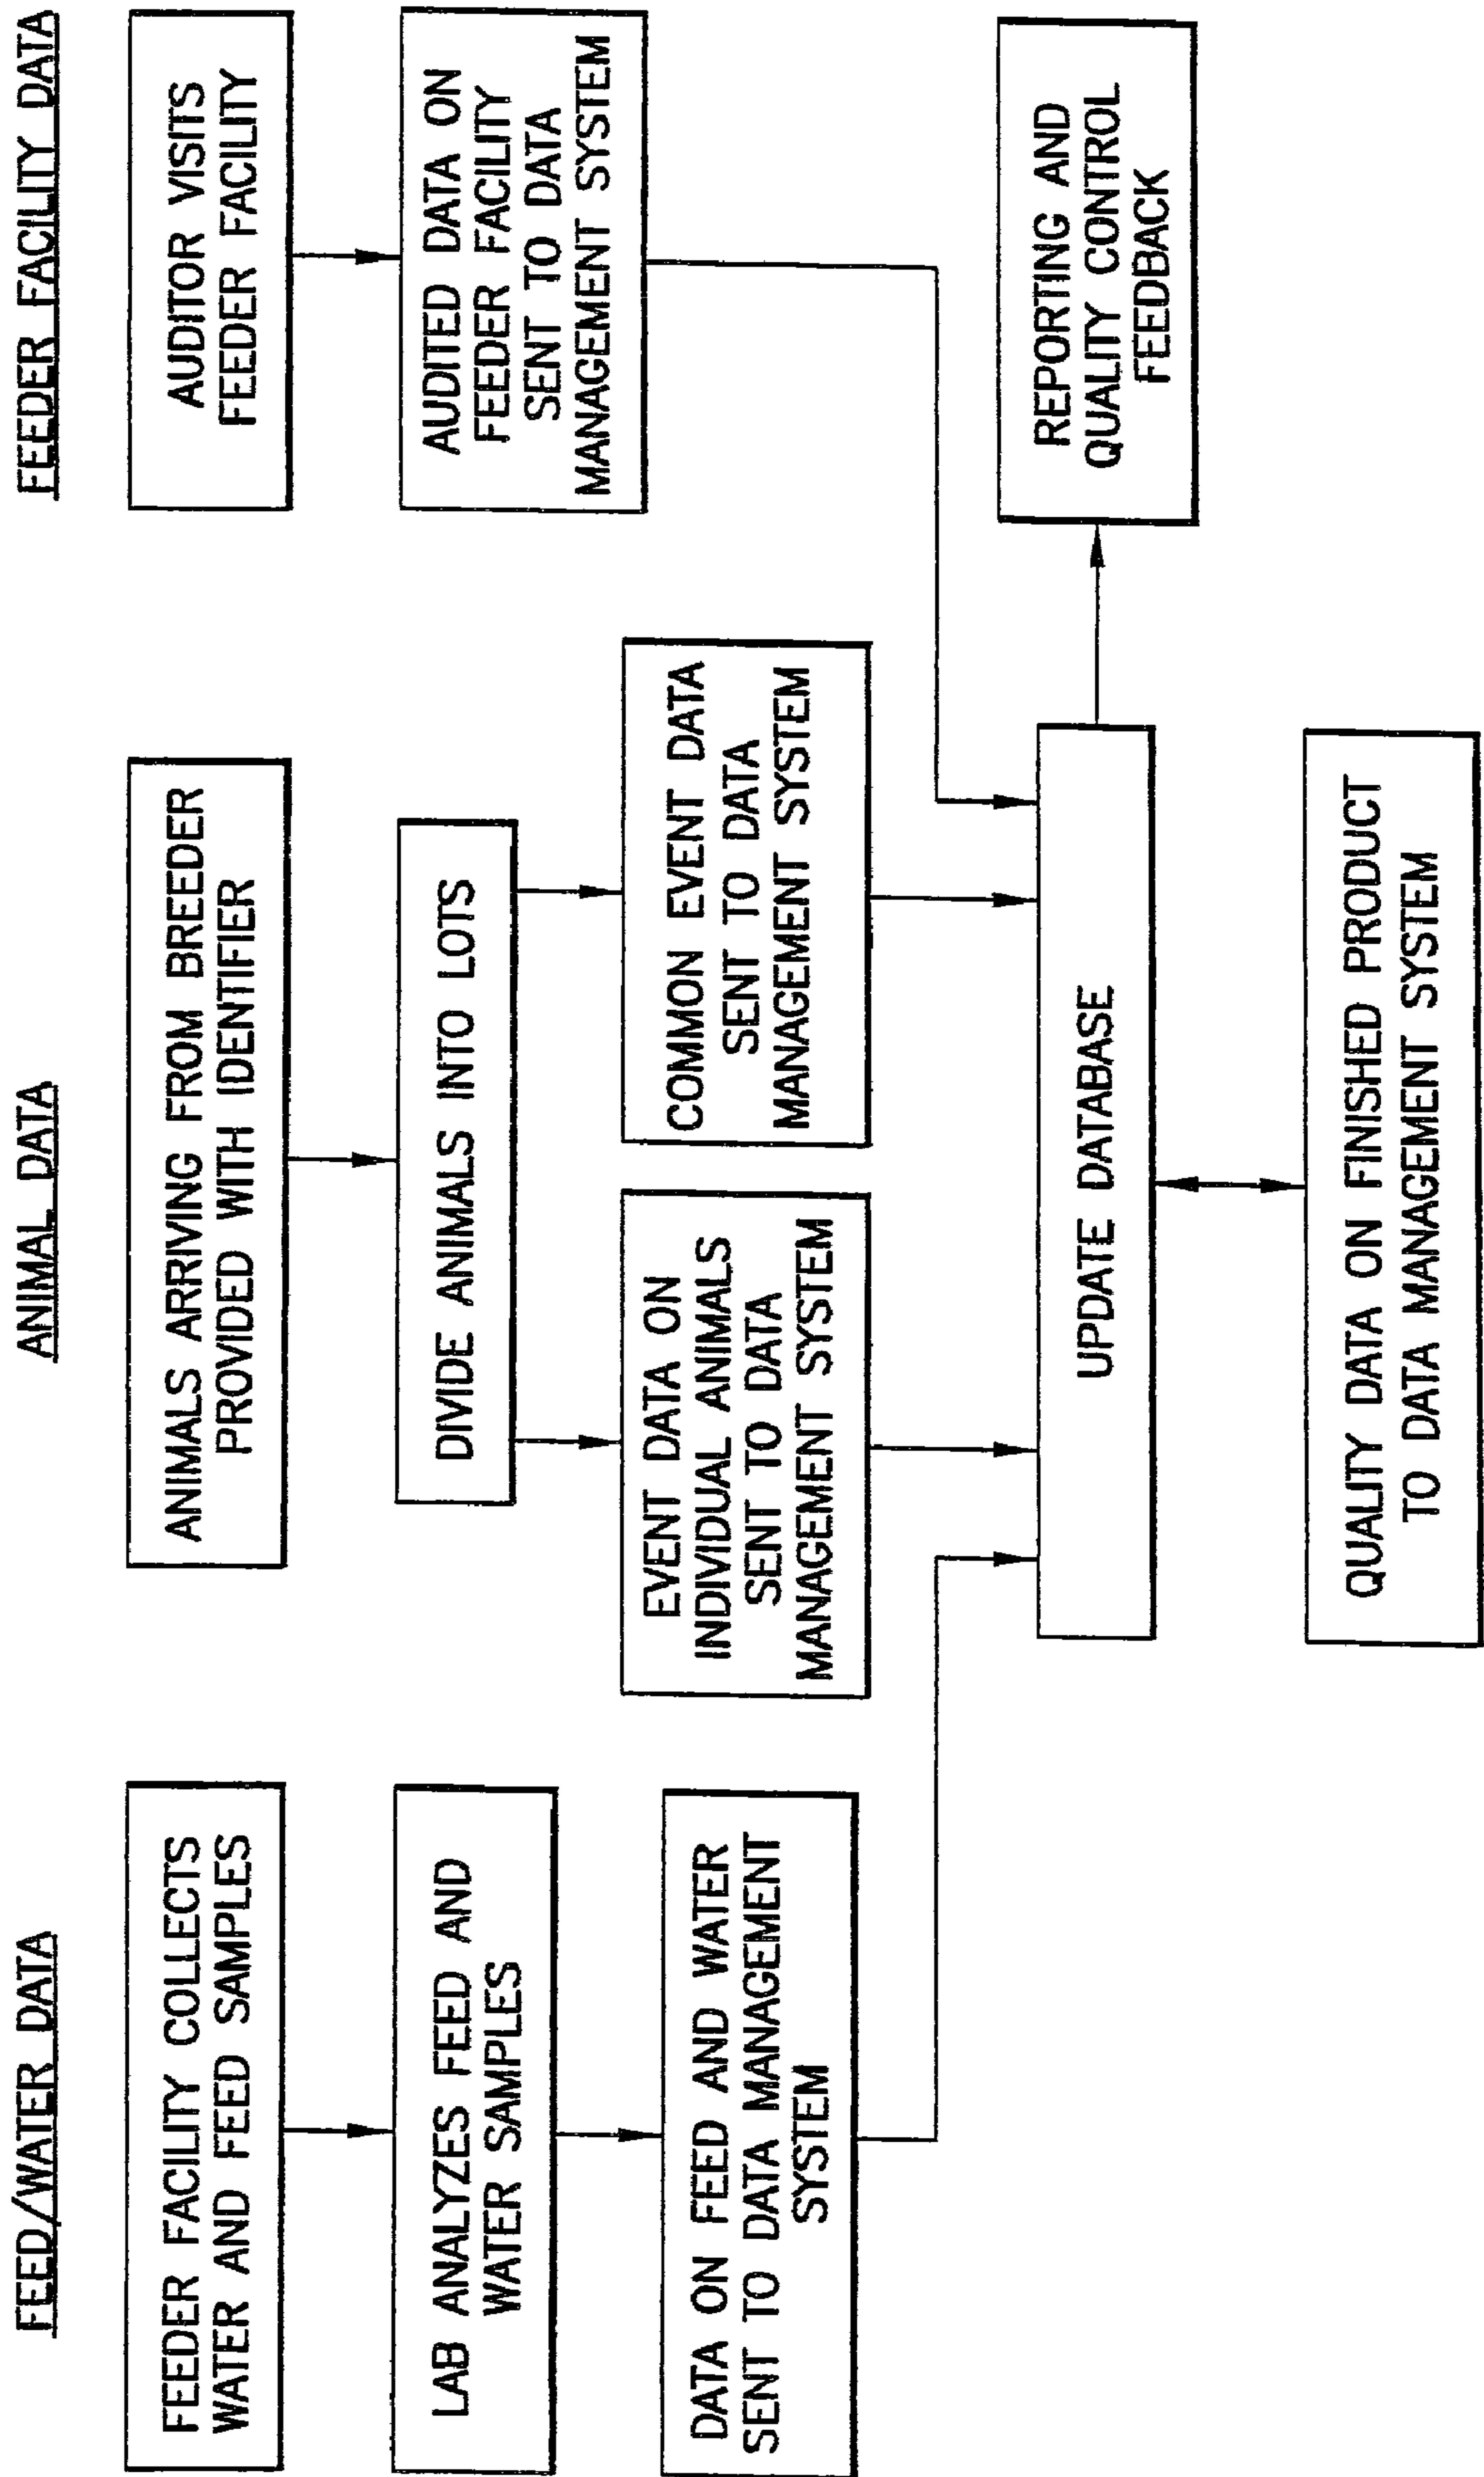 FEED/WATER DATA
FEEDER FACILITY COLLECTS
WATER AND FEED SAMPLES
LAB ANALYZES FEED AND
WATER SAMPLES
DATA ON FEED AND WATER
SENT TO DATA MANAGEMENT
SYSTEM
ANIMAL DATA
ANIMALS ARRIVING FROM BREEDER
PROVIDED WITH IDENTIFIER
DIVIDE ANIMALS INTO LOTS
EVENT DATA ON
INDIVIDUAL ANIMALS
SENT TO DATA
MANAGEMENT SYSTEM
COMMON EVENT DATA
SENT TO DATA
MANAGEMENT SYSTEM
FEEDER FACILITY DATA
AUDITOR VISITS
FEEDER FACILITY
AUDITED DATA ON
FEEDER FACILITY
SENT TO DATA
MANAGEMENT SYSTEM
UPDATE DATABASE
REPORTING AND
QUALITY CONTROL
FEEDBACK
QUALITY DATA ON FINISHED PRODUCT
TO DATA MANAGEMENT SYSTEM